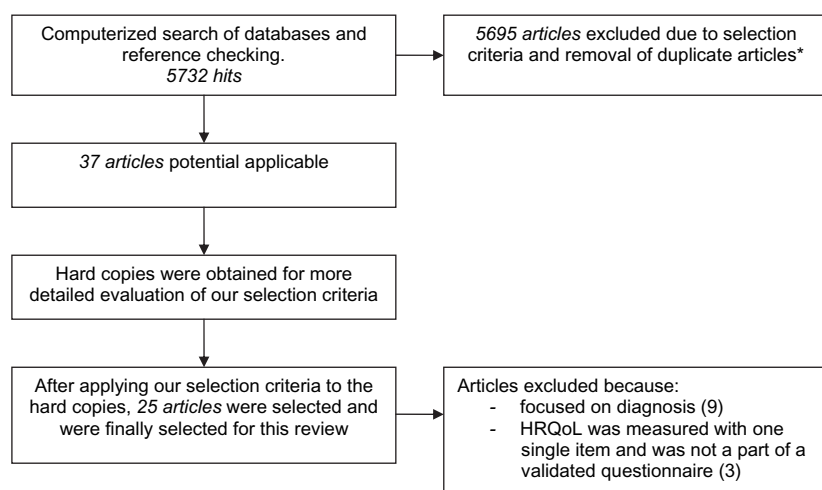 Computerized search of databases and
reference checking.
5732 hits
5695 articles excluded due to selection
criteria and removal of duplicate articles*
37 articles potential applicable
Hard copies were obtained for more
detailed evaluation of our selection criteria
After applying our selection criteria to the
hard copies, 25 articles were selected and
were finally selected for this review
Articles excluded because:
- focused on diagnosis (9)
- HRQoL was measured with one
single item and was not a part of a
validated questionnaire (3)